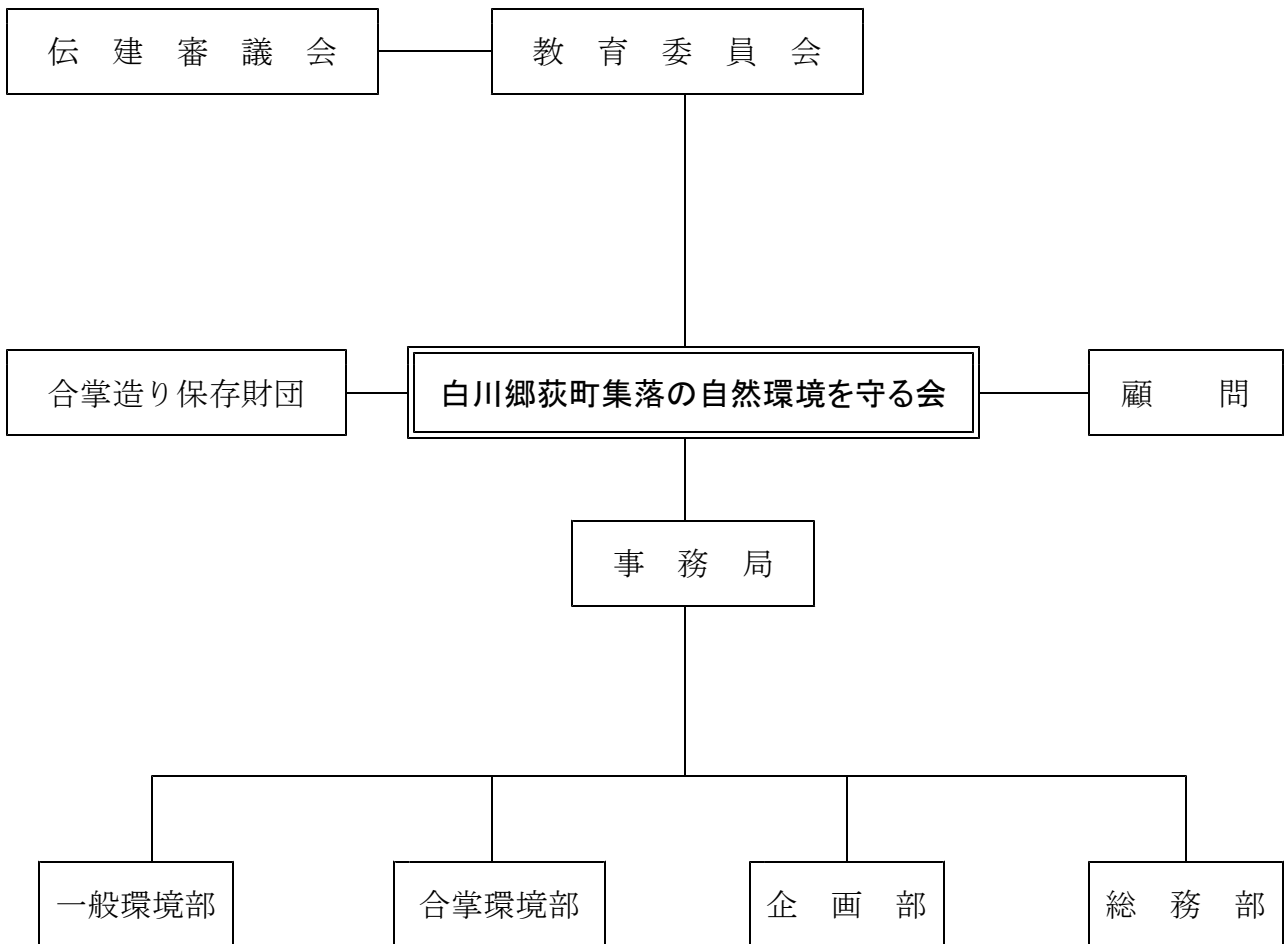 伝建審議会
教育委員会
合掌造り保存財団
白川郷荻町集落の自然環境を守る会
顧問
事務局
一般環境部
合掌環境部
企画部
総務部